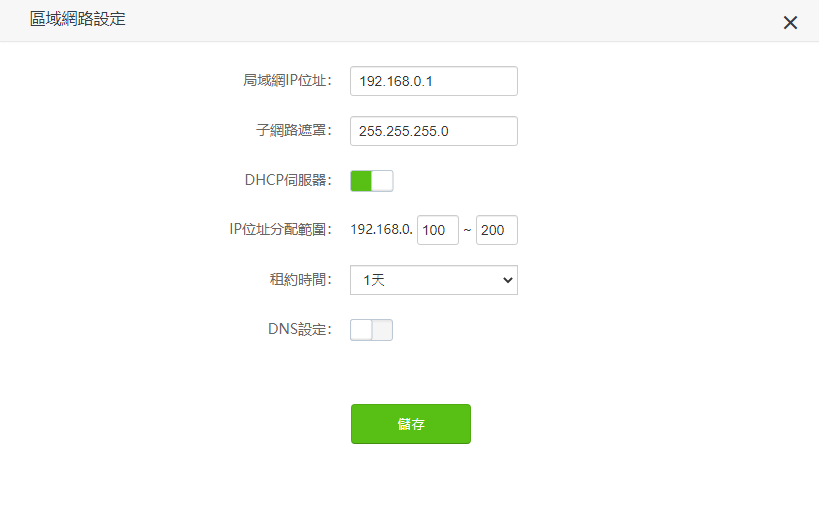 區域網路設定
局域網IP位址： 192.168.0.1
子網路遮罩： 255.255.255.0
DHCP伺服器：
IP位址分配範圍： 192.168.0. 100 ~ 200
租約時間： 1天
DNS設定：
儲存